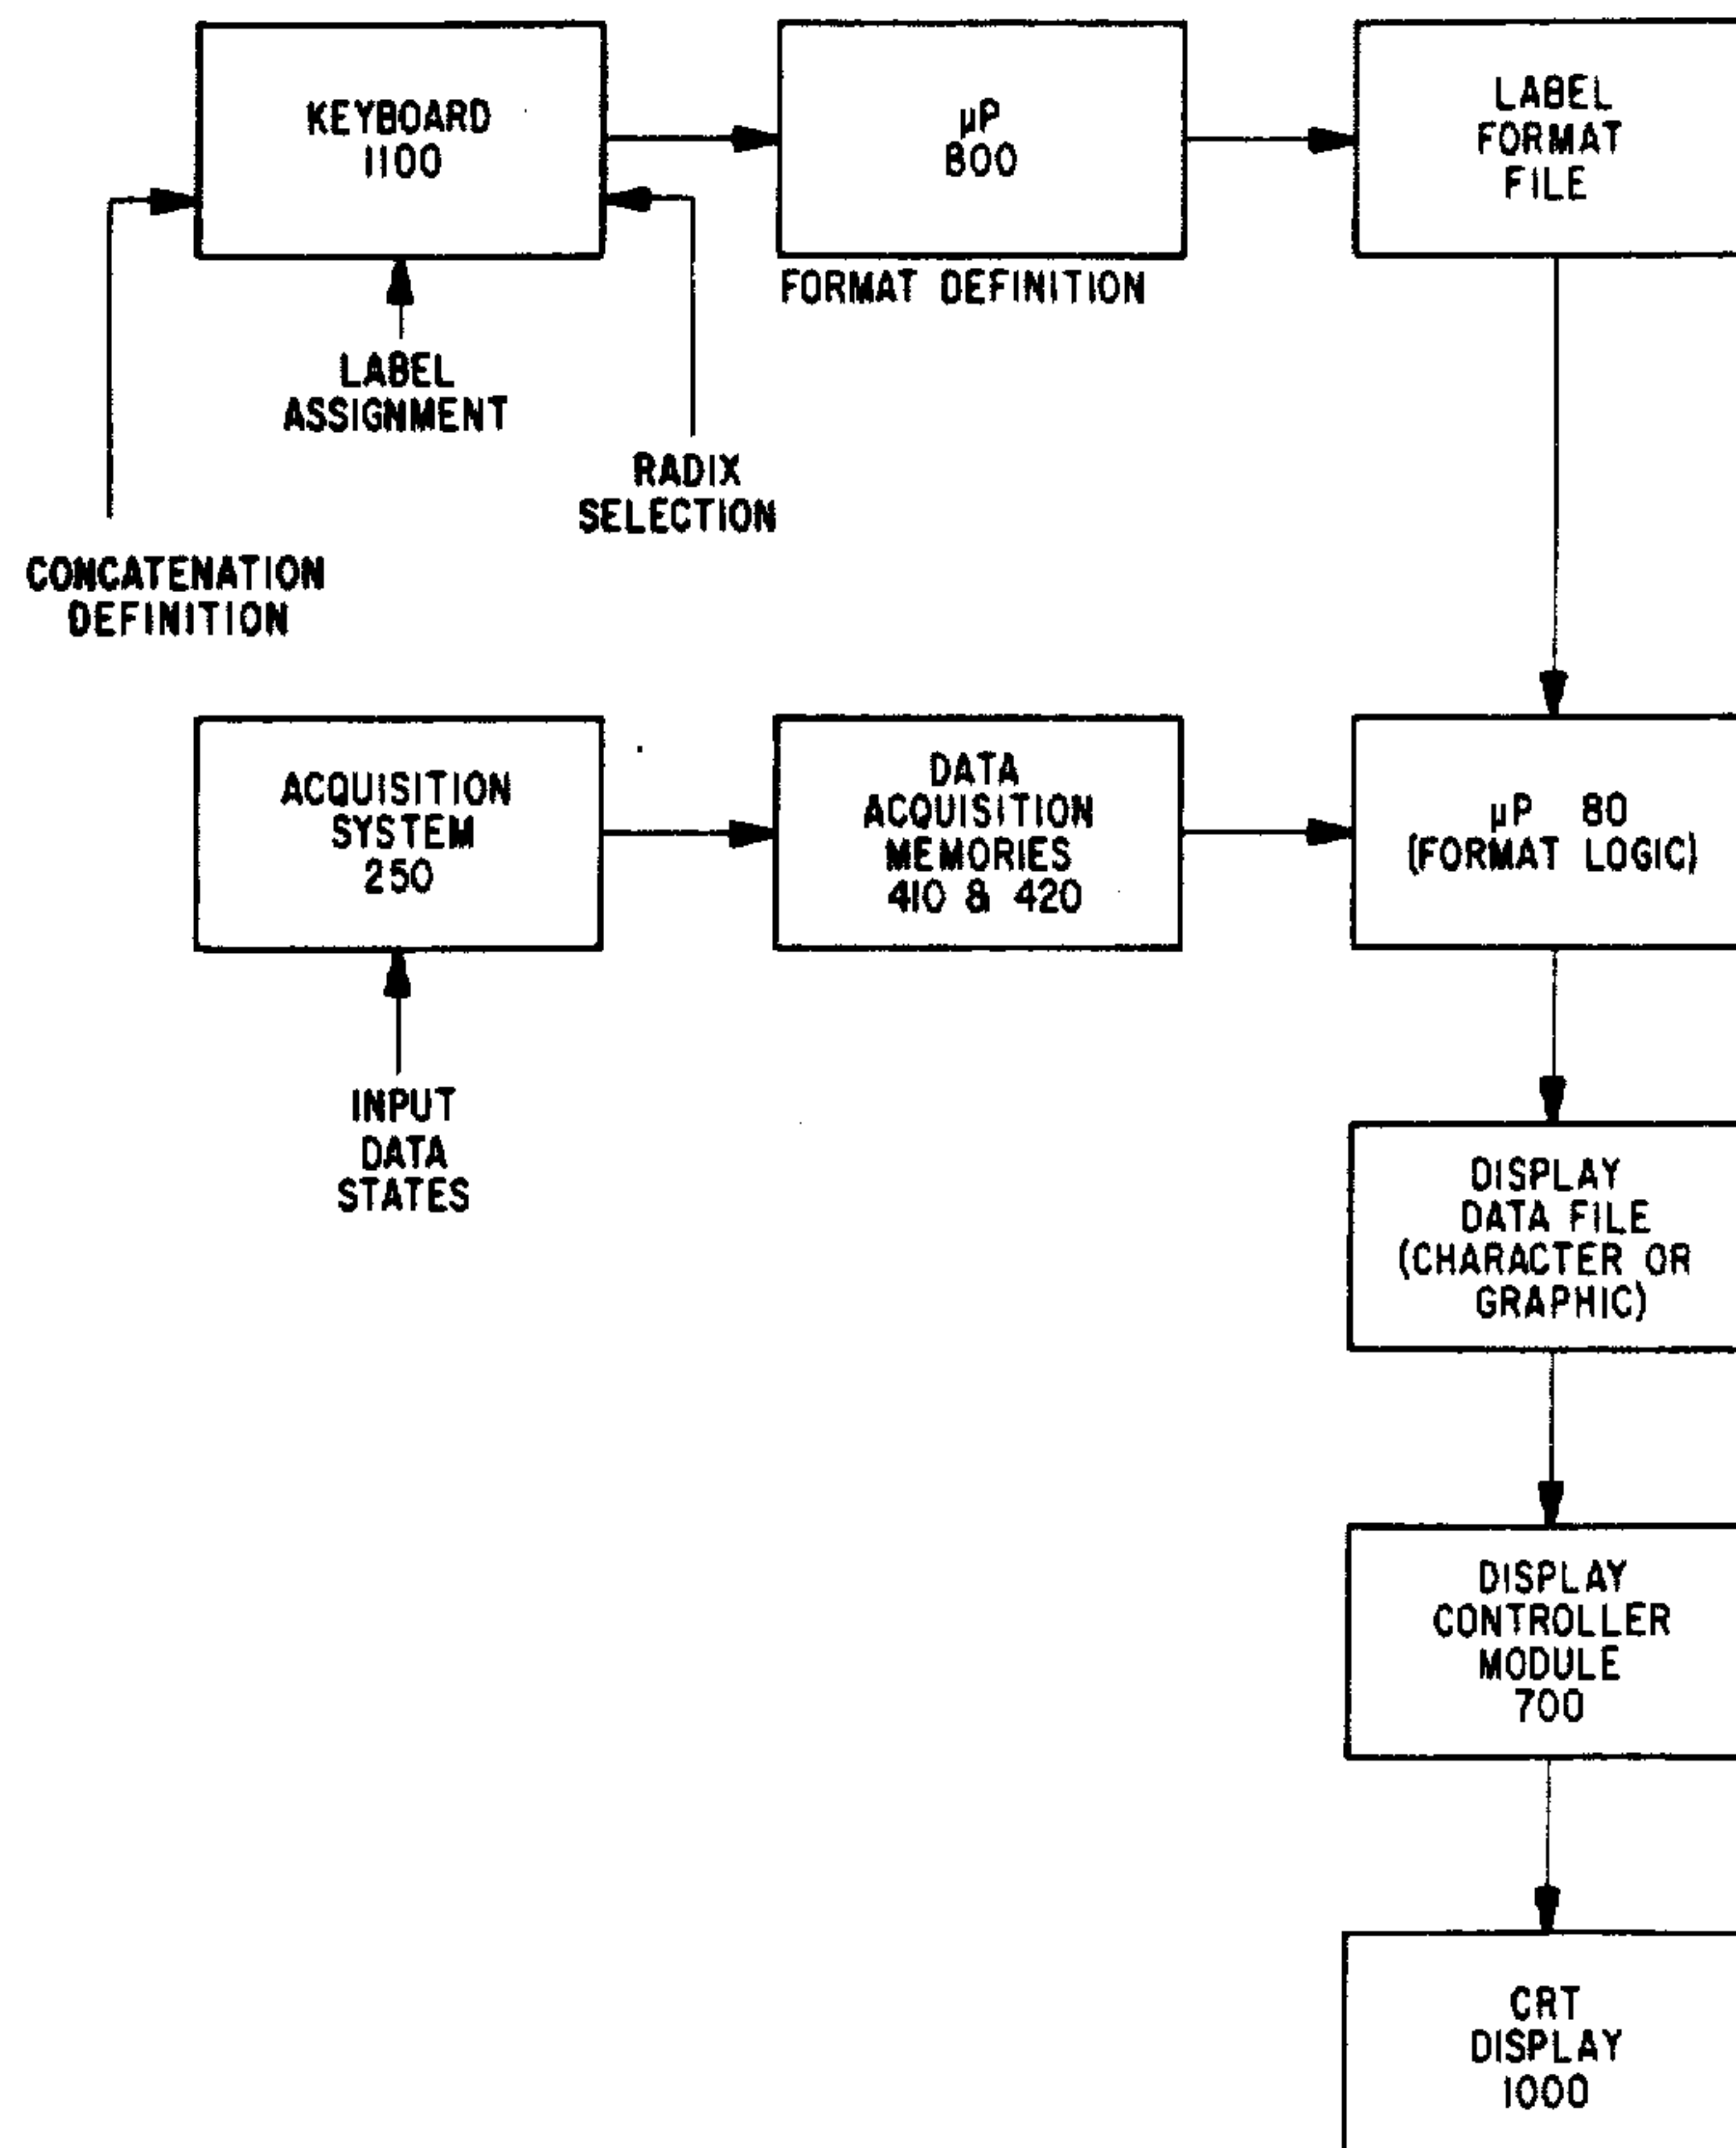 KEYBOARD
1100
µP
800
LABEL
FORMAT
FILE
FORMAT DEFINITION
LABEL
ASSIGNMENT
RADIX
SELECTION
CONCATENATION
DEFINITION
ACQUISITION
SYSTEM
250
DATA
ACQUISITION
MEMORIES
410 & 420
µP 80
(FORMAT LOGIC)
INPUT
DATA
STATES
DISPLAY
DATA FILE
(CHARACTER OR
GRAPHIC)
DISPLAY
CONTROLLER
MODULE
700
CRT
DISPLAY
1000